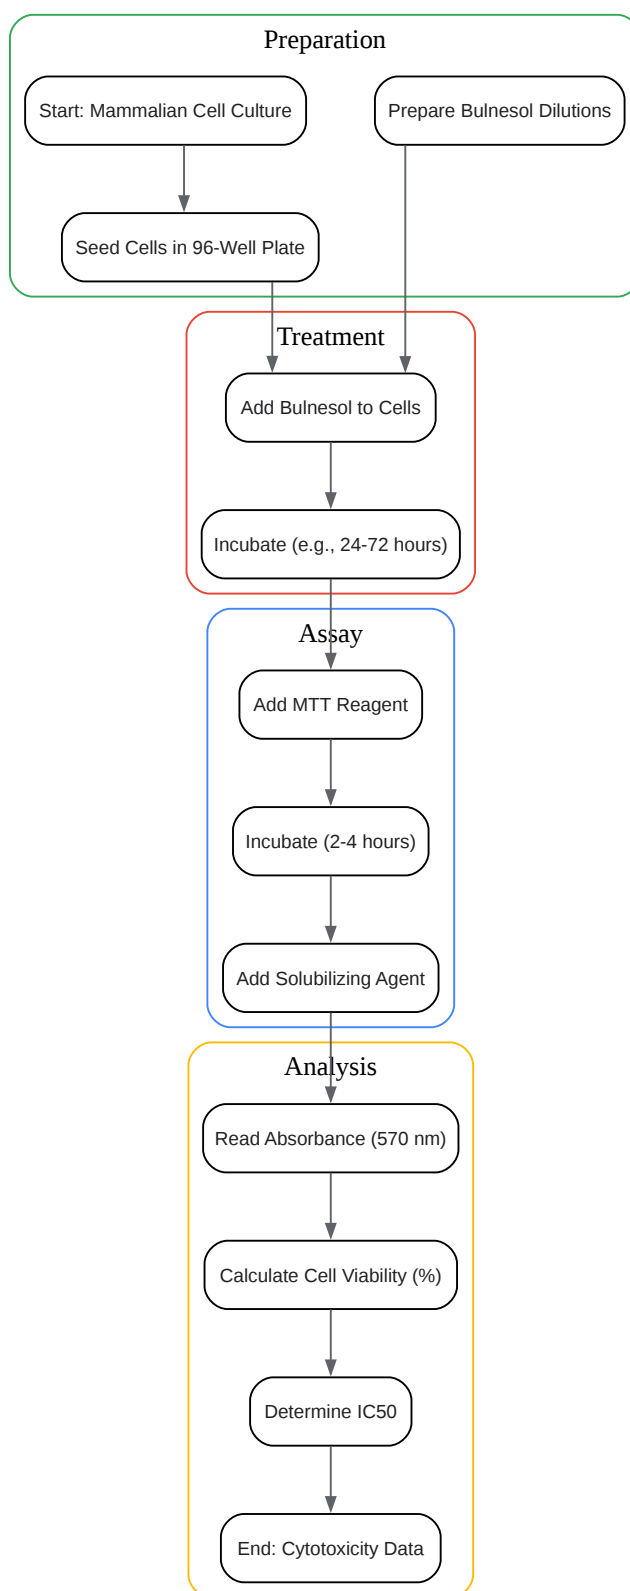 Preparation
Start: Mammalian Cell Culture
Prepare Bulnesol Dilutions
Seed Cells in 96-Well Plate
Treatment
Add Bulnesol to Cells
Incubate (e.g., 24-72 hours)
Assay
Add MTT Reagent
Incubate (2-4 hours)
Add Solubilizing Agent
Analysis
Read Absorbance (570 nm)
Calculate Cell Viability (%)
Determine IC50
End: Cytotoxicity Data